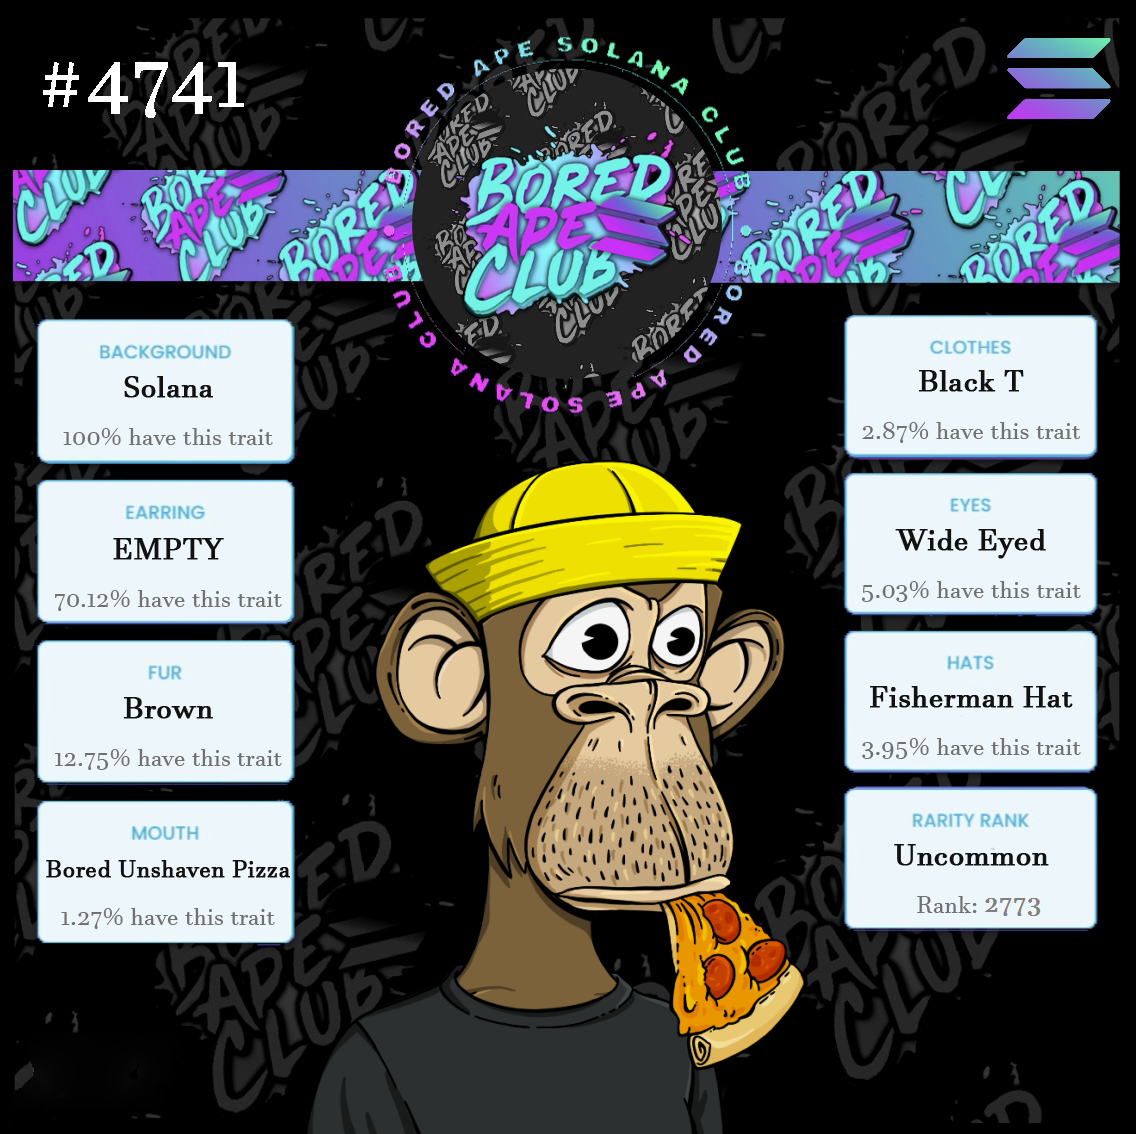 #4741
BORED APE SOLANA CLUB
BORED APE SOLANA CLUB
BORED
APE
CLUB
BACKGROUND
Solana
100% have this trait
EARRING
EMPTY
70.12% have this trait
FUR
Brown
12.75% have this trait
MOUTH
Bored Unshaven Pizza
1.27% have this trait
CLOTHES
Black T
2.87% have this trait
EYES
Wide Eyed
5.03% have this trait
HATS
Fisherman Hat
3.95% have this trait
RARITY RANK
Uncommon
Rank: 2773